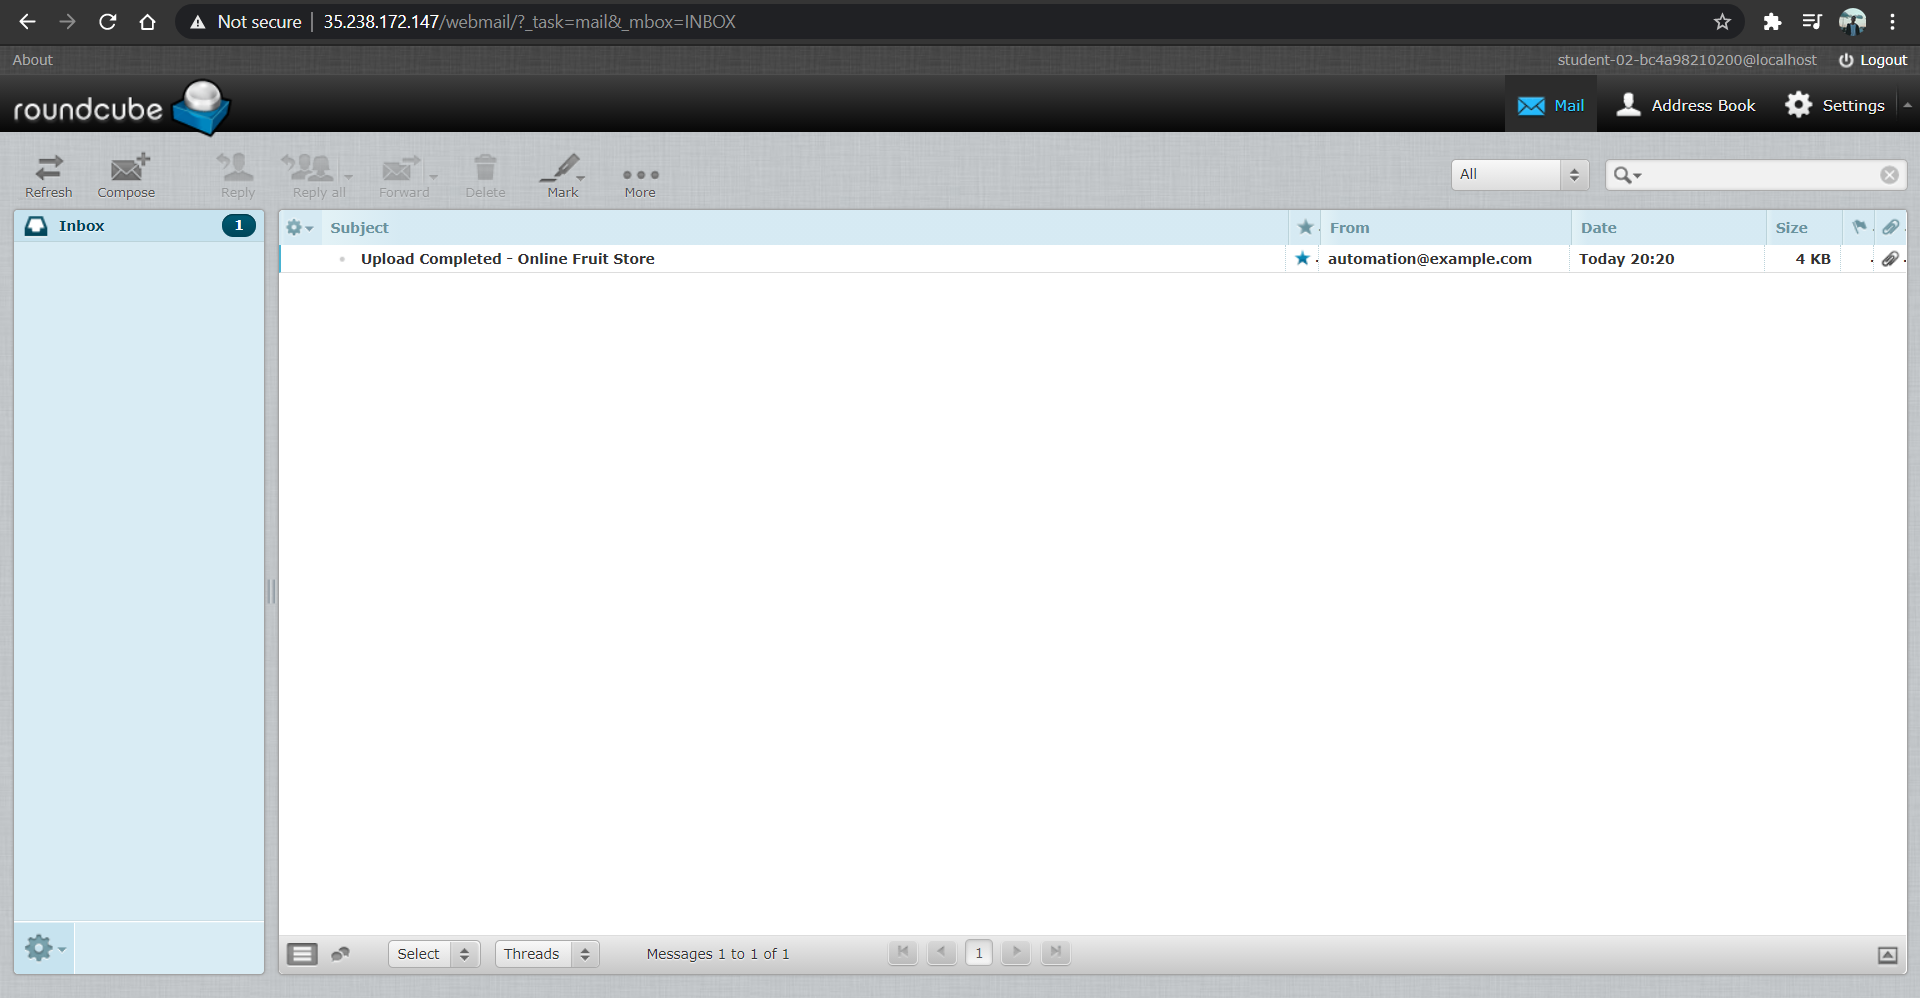 Not secure | 35.238.172.147/webmail/?_task=mail&_mbox=INBOX
About student-02-bc4a98210200@localhost Logout
roundcube Mail Address Book Settings
Refresh Compose Reply Reply all Forward Delete Mark More All
Inbox 1 Subject From Date Size
Upload Completed - Online Fruit Store automation@example.com Today 20:20 4 KB
Select Threads Messages 1 to 1 of 1 1